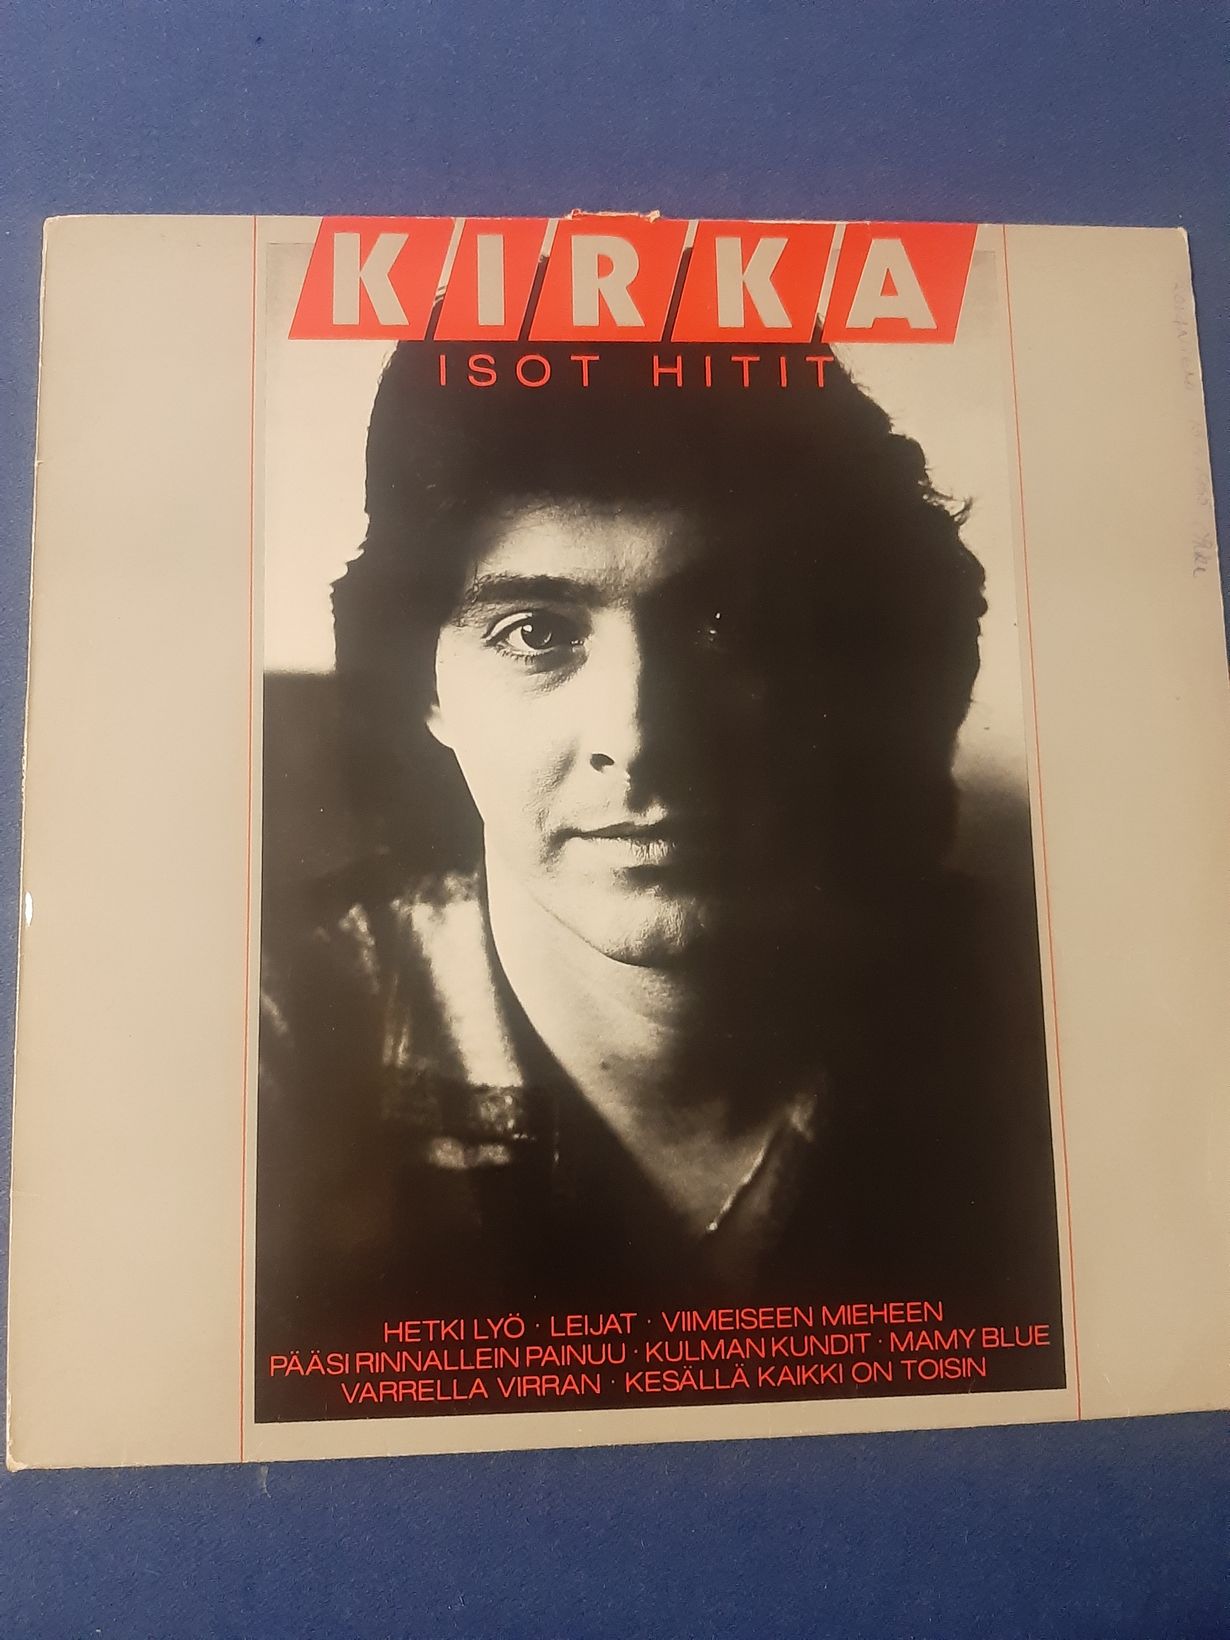 KIRKA
ISOT HITIT
HETKI LYÖ · LEIJAT · VIIMEISEEN MIEHEEN
PÄÄSI RINNALLEIN PAINUU · KULMAN KUNDIT · MAMY BLUE
VARRELLA VIRRAN · KESÄLLÄ KAIKKI ON TOISIN